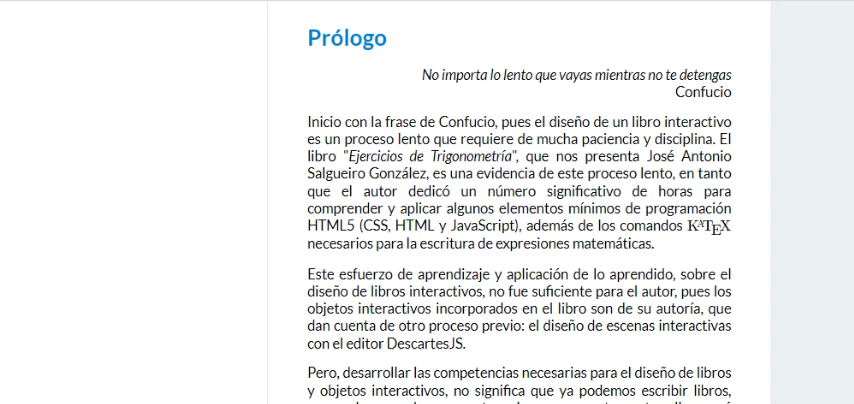 Prólogo
No importa lo lento que vayas mientras no te detengas
Confucio
Inicio con la frase de Confucio, pues el diseño de un libro interactivo
es un proceso lento que requiere de mucha paciencia y disciplina. El
libro "Ejercicios de Trigonometría", que nos presenta José Antonio
Salgueiro González, es una evidencia de este proceso lento, en tanto
que el autor dedicó un número significativo de horas para
comprender y aplicar algunos elementos mínimos de programación
HTML5 (CSS, HTML y JavaScript), además de los comandos KATEX
necesarios para la escritura de expresiones matemáticas.
Este esfuerzo de aprendizaje y aplicación de lo aprendido, sobre el
diseño de libros interactivos, no fue suficiente para el autor, pues los
objetos interactivos incorporados en el libro son de su autoría, que
dan cuenta de otro proceso previo: el diseño de escenas interactivas
con el editor DescartesJS.
Pero, desarrollar las competencias necesarias para el diseño de libros
y objetos interactivos, no significa que ya podemos escribir libros,